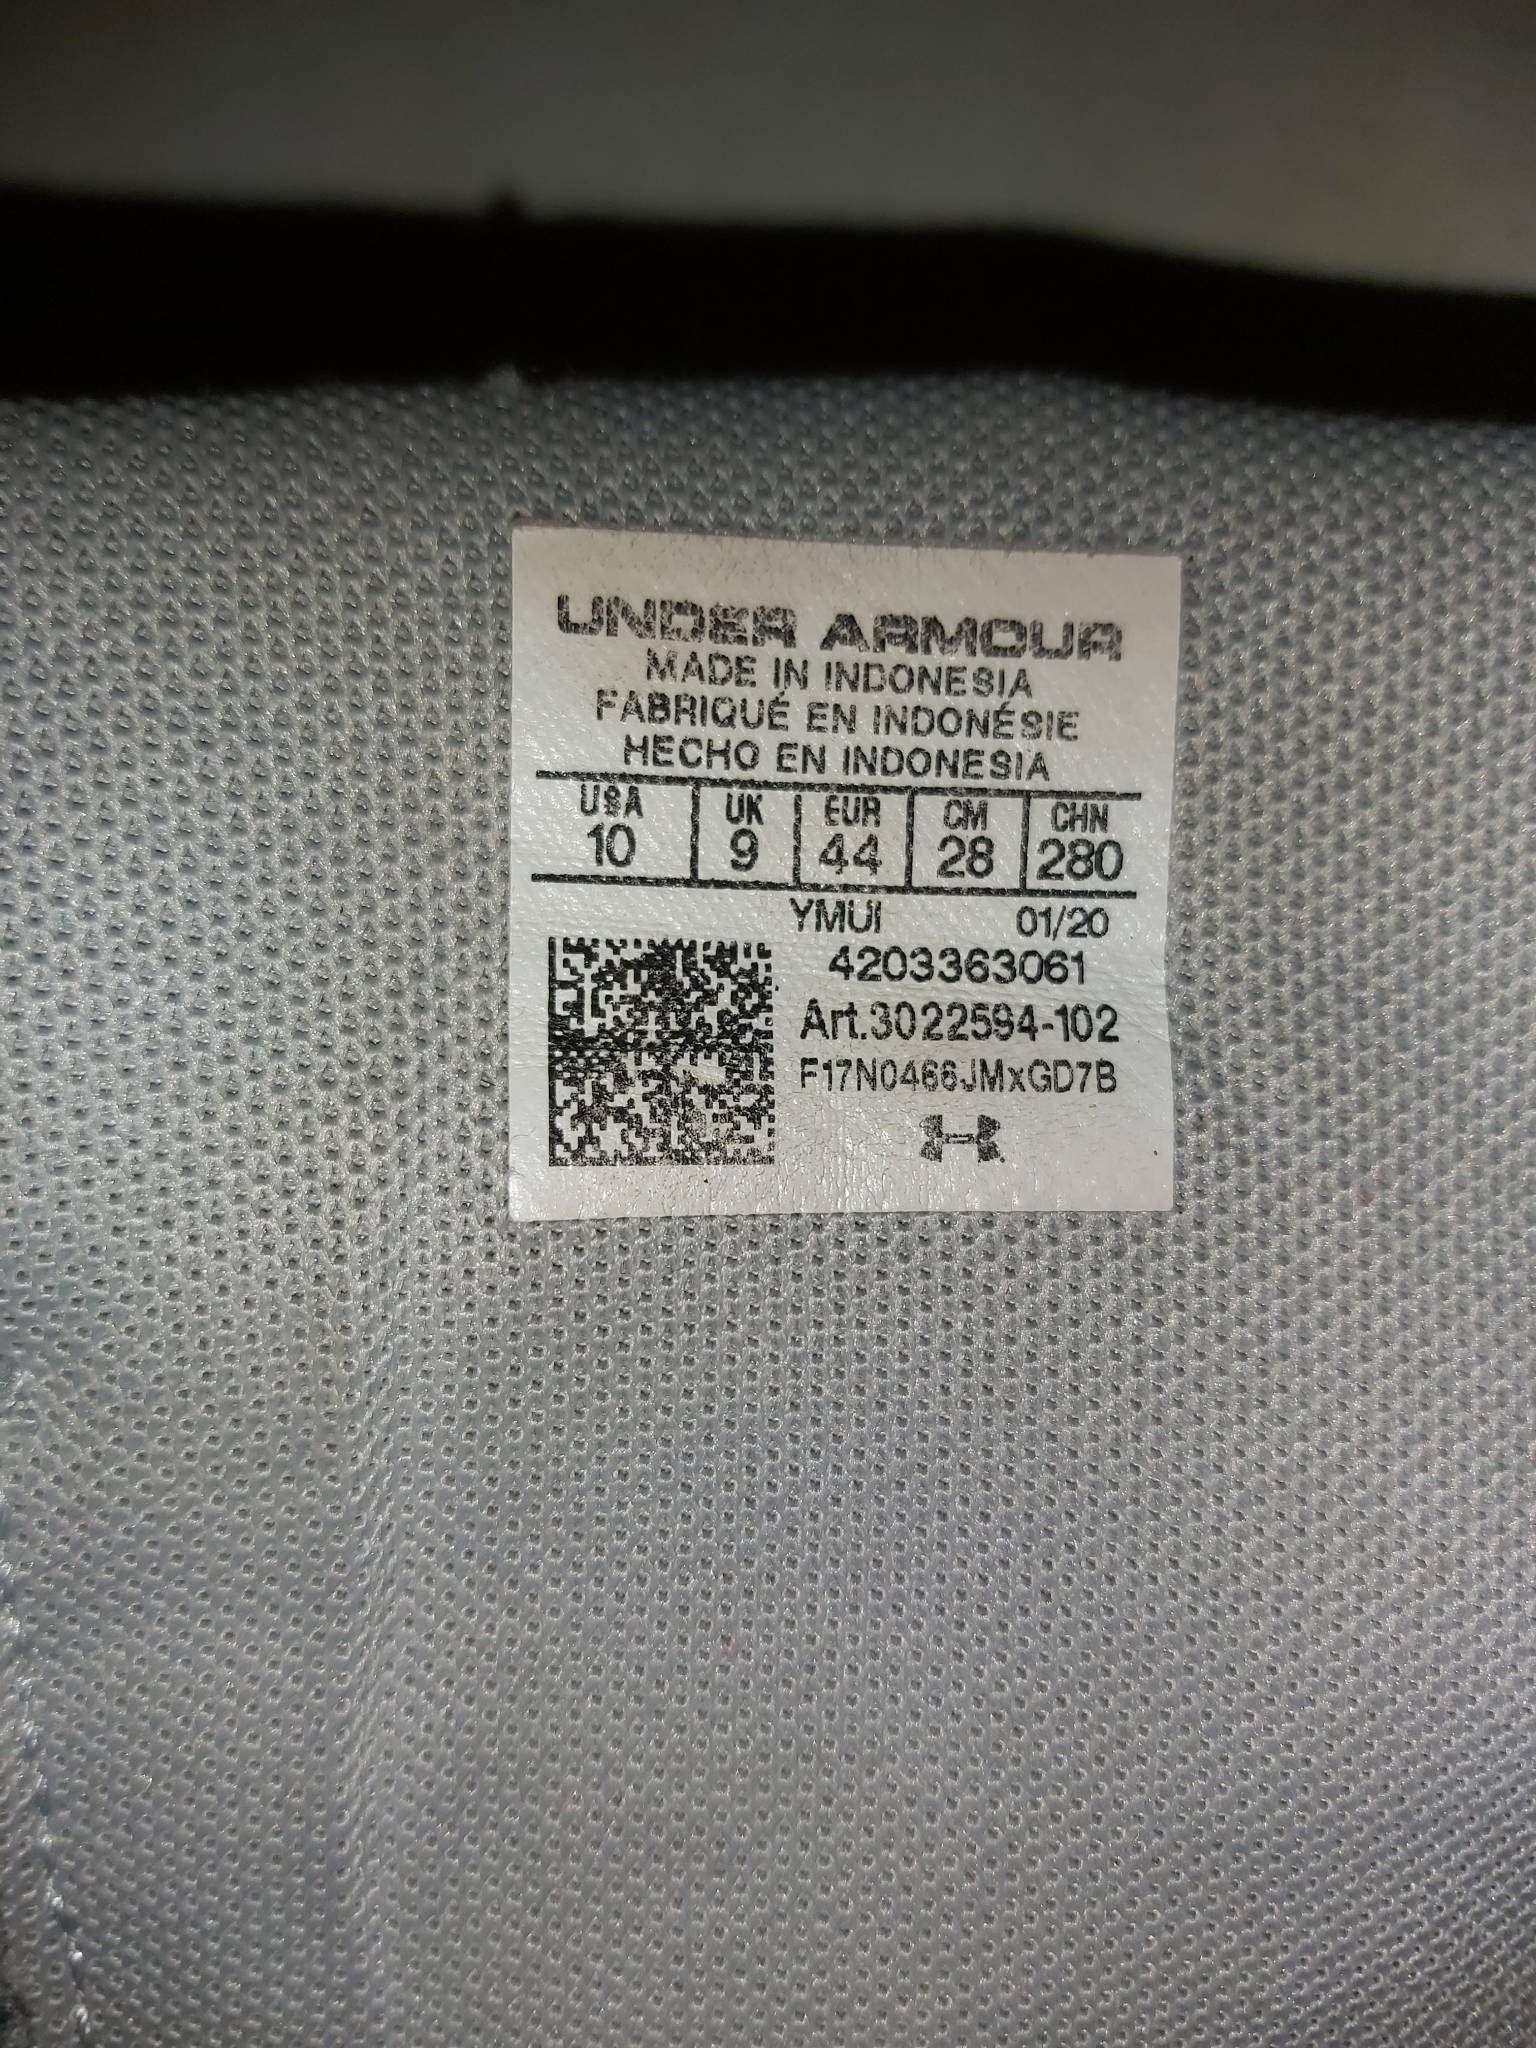 UNDER ARMOUR
MADE IN INDONESIA
FABRIQUÉ EN INDONÉSIE
HECHO EN INDONESIA
USA UK EUR CM CHN
10 9 44 28 280
YMUI 01/20
4203363061
Art.3022594-102
F17N0466JMxGD7B